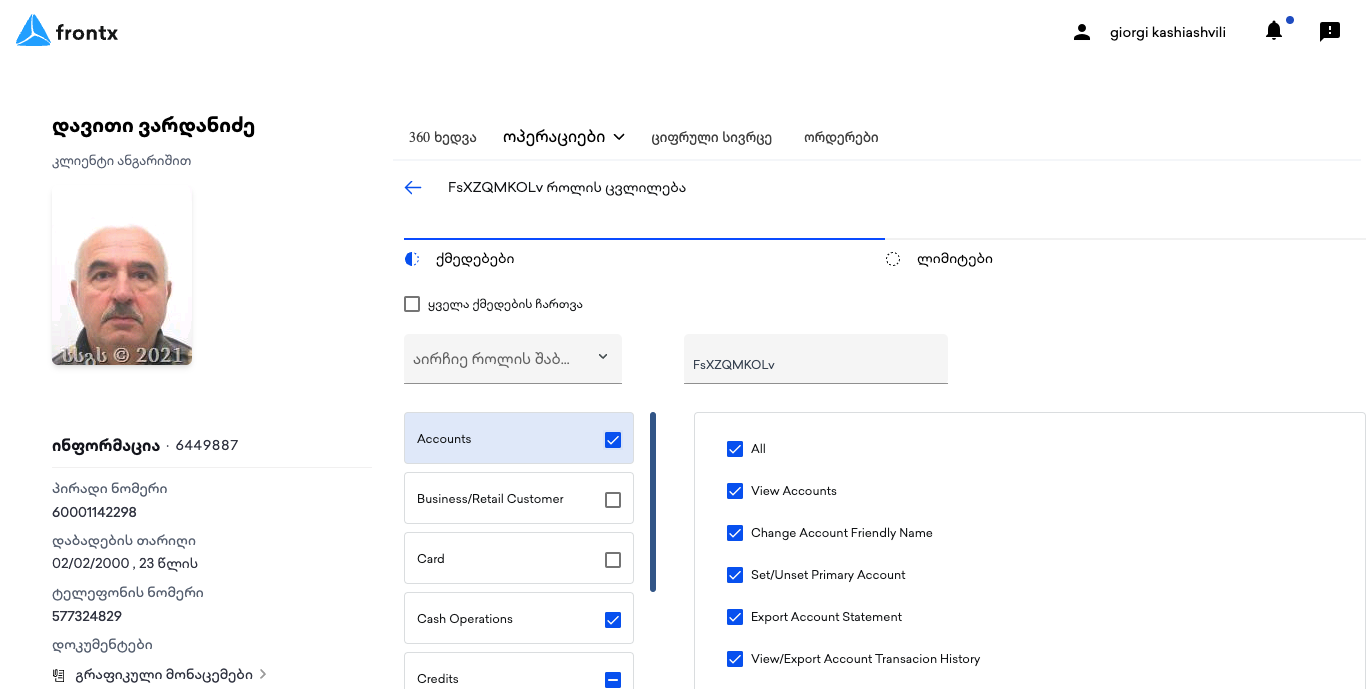 frontx
giorgi kashiashvili
დავითი ვარდანიძე
კლიენტი ანგარიშით
სსგს © 2021
ინფორმაცია · 6449887
პირადი ნომერი
60001142298
დაბადების თარიღი
02/02/2000 , 23 წლის
ტელეფონის ნომერი
577324829
დოკუმენტები
გრაფიკული მონაცემები
360 ხედვა ოპერაციები ციფრული სივრცე ორდერები
FsXZQMKOLv როლის ცვლილება
ქმედებები ლიმიტები
ყველა ქმედების ჩართვა
აირჩიე როლის შაბ... FsXZQMKOLv
Accounts
Business/Retail Customer
Card
Cash Operations
Credits
All
View Accounts
Change Account Friendly Name
Set/Unset Primary Account
Export Account Statement
View/Export Account Transacion History